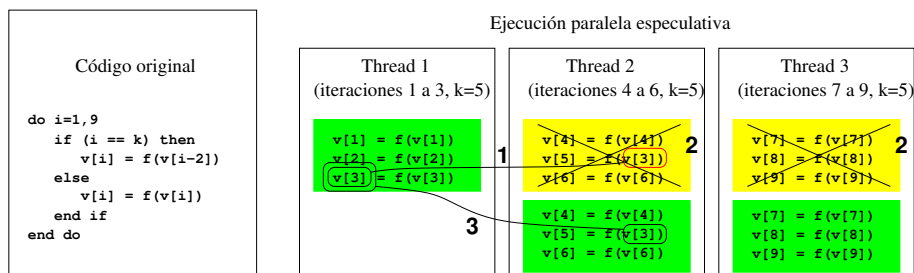 Ejecución paralela especulativa
Código original
do i=1,9
if (i == k) then
v[i] = f(v[i-2])
else
v[i] = f(v[i])
end if
end do
Thread 1
(iteraciones 1 a 3, k=5)
v[1] = f(v[1])
v[2] = f(v[2])
v[3] = f(v[3])
1
3
Thread 2
(iteraciones 4 a 6, k=5)
v[4] = f(v[4])
v[5] = f(v[3])
v[6] = f(v[6])
2
v[4] = f(v[4])
v[5] = f(v[3])
v[6] = f(v[6])
Thread 3
(iteraciones 7 a 9, k=5)
v[7] = f(v[7])
v[8] = f(v[8])
v[9] = f(v[9])
2
v[7] = f(v[7])
v[8] = f(v[8])
v[9] = f(v[9])